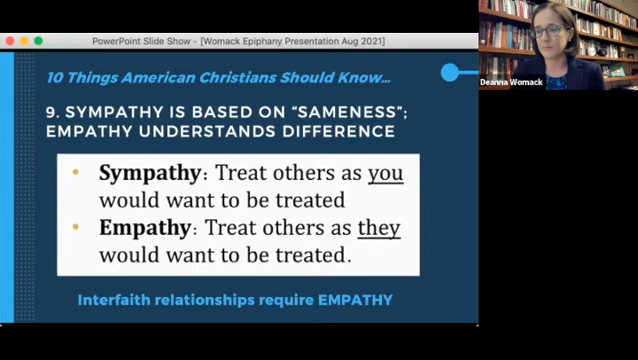 PowerPoint Slide Show - [Womack Epiphany Presentation Aug 2021]
Deanna Womack
10 Things American Christians Should Know...
9. SYMPATHY IS BASED ON “SAMENESS”;
EMPATHY UNDERSTANDS DIFFERENCE
• Sympathy: Treat others as you
would want to be treated
• Empathy: Treat others as they
would want to be treated.
Interfaith relationships require EMPATHY